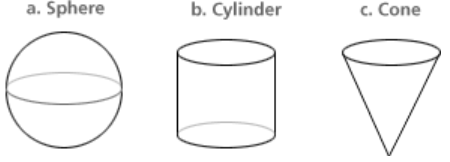 a. Sphere
b. Cylinder
c. Cone